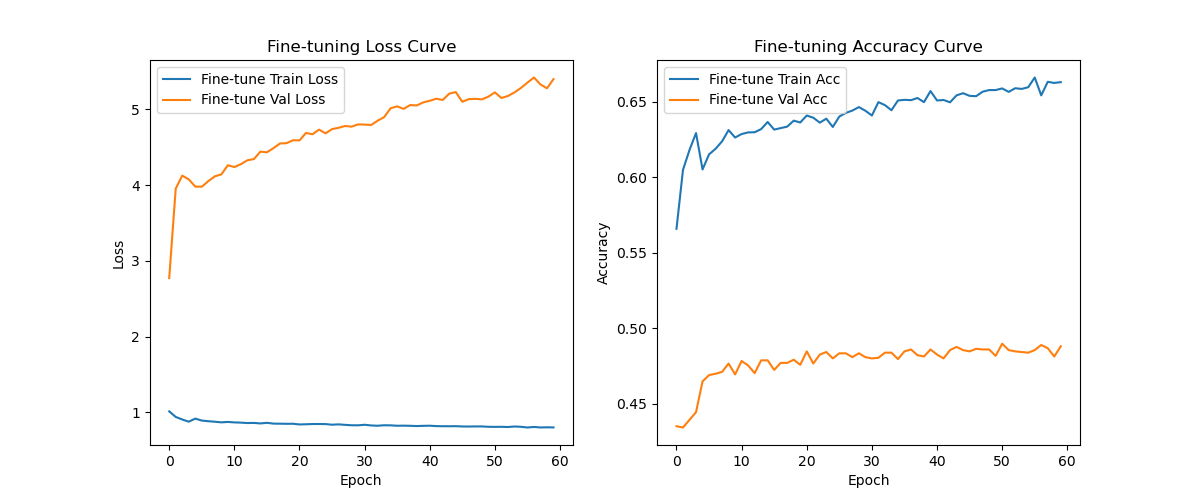 Fine-tuning Loss Curve
Fine-tune Train Loss
Fine-tune Val Loss
5
4
3
2
1
Loss
0 10 20 30 40 50 60
Epoch
Fine-tuning Accuracy Curve
Fine-tune Train Acc
Fine-tune Val Acc
0.65
0.60
0.55
0.50
0.45
Accuracy
0 10 20 30 40 50 60
Epoch